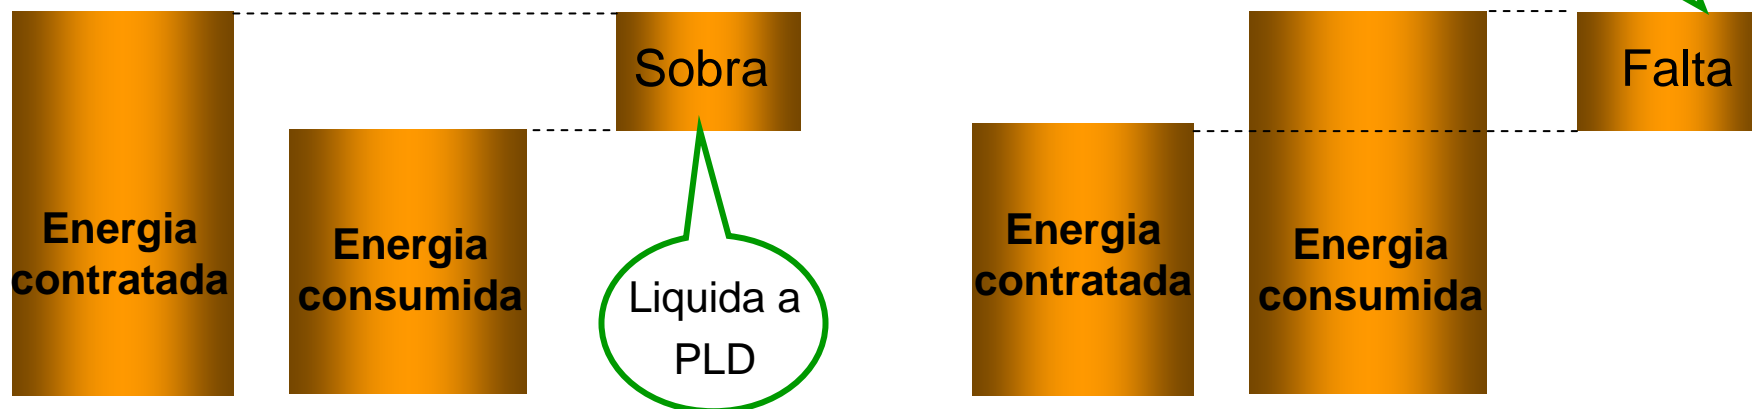 Sobra
Energia
contratada
Energia
consumida
Liquida a
PLD
Falta
Energia
contratada
Energia
consumida